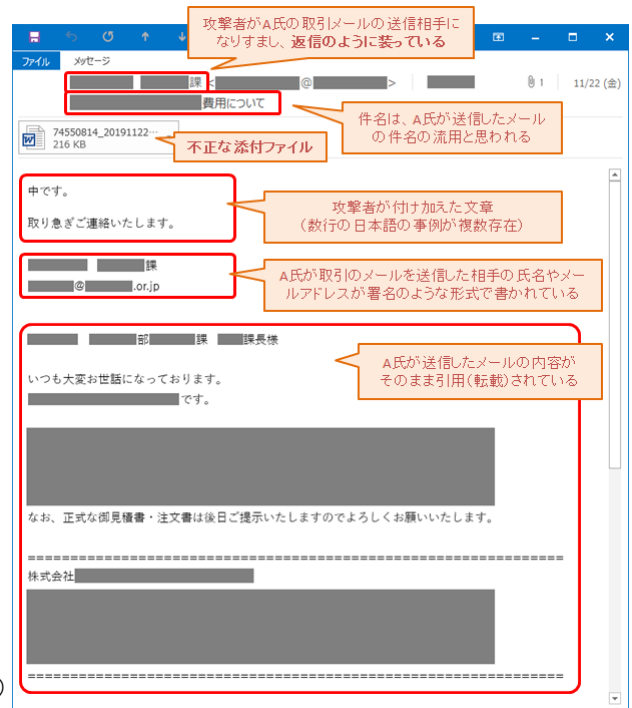 攻撃者がA氏の取引メールの送信相手に
なりすまし、返信のように装っている
ファイル メッセージ
課 < @ > 1 11/22 (金)
費用について
件名は、A氏が送信したメール
の件名の流用と思われる
74550814_20191122…
216 KB
不正な添付ファイル
中です。
取り急ぎご連絡いたします。
攻撃者が付け加えた文章
(数行の日本語の事例が複数存在)
課
@ .or.jp
A氏が取引のメールを送信した相手の氏名やメー
ルアドレスが署名のような形式で書かれている
部 課 課長様
A氏が送信したメールの内容が
そのまま引用(転載)されている
いつも大変お世話になっております。
です。
なお、正式な御見積書・注文書は後日ご提示いたしますのでよろしくお願いいたします。
================================================================
株式会社
================================================================
)